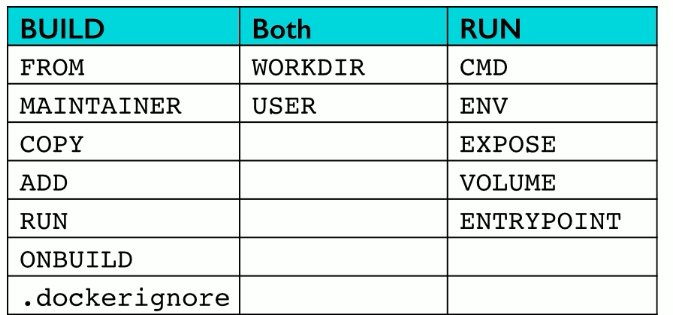 BUILD Both RUN
FROM WORKDIR CMD
MAINTAINER USER ENV
COPY EXPOSE
ADD VOLUME
RUN ENTRYPOINT
ONBUILD
.dockerignore